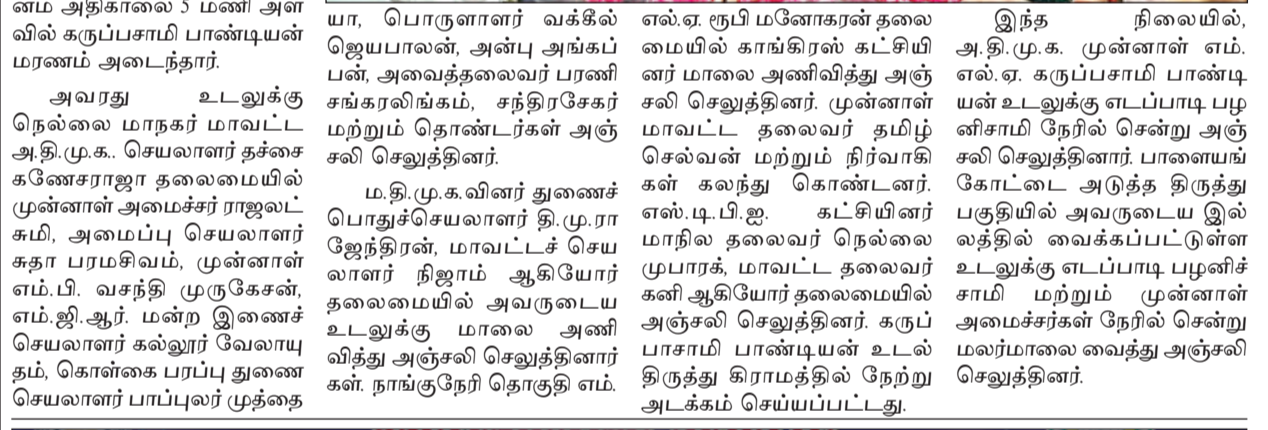 னம் அதிகாலை 5 மணி அள
வில் கருப்பசாமி பாண்டியன்
மரணம் அடைந்தார்.
அவரது உடலுக்கு
நெல்லை மாநகர் மாவட்ட
அ.தி.மு.க.. செயலாளர் தச்சை
கணேசராஜா தலைமையில்
முன்னாள் அமைச்சர் ராஜலட்
சுமி, அமைப்பு செயலாளர்
சுதா பரமசிவம், முன்னாள்
எம்.பி. வசந்தி முருகேசன்,
எம்.ஜி.ஆர். மன்ற இணைச்
செயலாளர் கல்லூர் வேலாயு
தம், கொள்கை பரப்பு துணை
செயலாளர் பாப்புலர் முத்தை
யா, பொருளாளர் வக்கீல்
ஜெயபாலன், அன்பு அங்கப்
பன், அவைத்தலைவர் பரணி
சங்கரலிங்கம், சந்திரசேகர்
மற்றும் தொண்டர்கள் அஞ்
சலி செலுத்தினர்.
ம.தி.மு.க.வினர் துணைச்
பொதுச்செயலாளர் தி.மு.ரா
ஜேந்திரன், மாவட்டச் செய
லாளர் நிஜாம் ஆகியோர்
தலைமையில் அவருடைய
உடலுக்கு மாலை அணி
வித்து அஞ்சலி செலுத்தினார்
கள். நாங்குநேரி தொகுதி எம்.
எல்.ஏ. ரூபி மனோகரன் தலை
மையில் காங்கிரஸ் கட்சியி
னர் மாலை அணிவித்து அஞ்
சலி செலுத்தினர். முன்னாள்
மாவட்ட தலைவர் தமிழ்
செல்வன் மற்றும் நிர்வாகி
கள் கலந்து கொண்டனர்.
எஸ்.டி.பி.ஐ. கட்சியினர்
மாநில தலைவர் நெல்லை
முபாரக், மாவட்ட தலைவர்
கனி ஆகியோர் தலைமையில்
அஞ்சலி செலுத்தினர். கருப்
பாசாமி பாண்டியன் உடல்
திருத்து கிராமத்தில் நேற்று
அடக்கம் செய்யப்பட்டது.
இந்த நிலையில்,
அ.தி.மு.க. முன்னாள் எம்.
எல்.ஏ. கருப்பசாமி பாண்டி
யன் உடலுக்கு எடப்பாடி பழ
னிசாமி நேரில் சென்று அஞ்
சலி செலுத்தினார். பாளையங்
கோட்டை அடுத்த திருத்து
பகுதியில் அவருடைய இல்
லத்தில் வைக்கப்பட்டுள்ள
உடலுக்கு எடப்பாடி பழனிச்
சாமி மற்றும் முன்னாள்
அமைச்சர்கள் நேரில் சென்று
மலர்மாலை வைத்து அஞ்சலி
செலுத்தினர்.